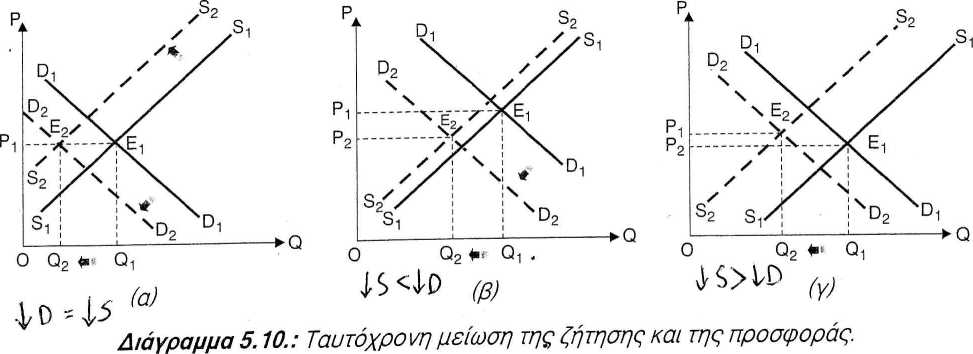 P
S₂
S₁
D₁
D₂
E₂
P₁
E₁
S₂
S₁
D₂
D₁
O
Q₂
Q₁
Q
(α)
↓D = ↓S
P
S₂
D₁
S₁
D₂
P₁
E₁
E₂
P₂
D₁
S₂
S₁
D₂
O
Q₂
Q₁
Q
↓S < ↓D
(β)
P
S₂
D₁
S₁
D₂
P₁
E₂
P₂
E₁
S₂
S₁
D₂
D₁
O
Q₂
Q₁
Q
↓S > ↓D
(γ)
Διάγραμμα 5.10.: Ταυτόχρονη μείωση της ζήτησης και της προσφοράς.